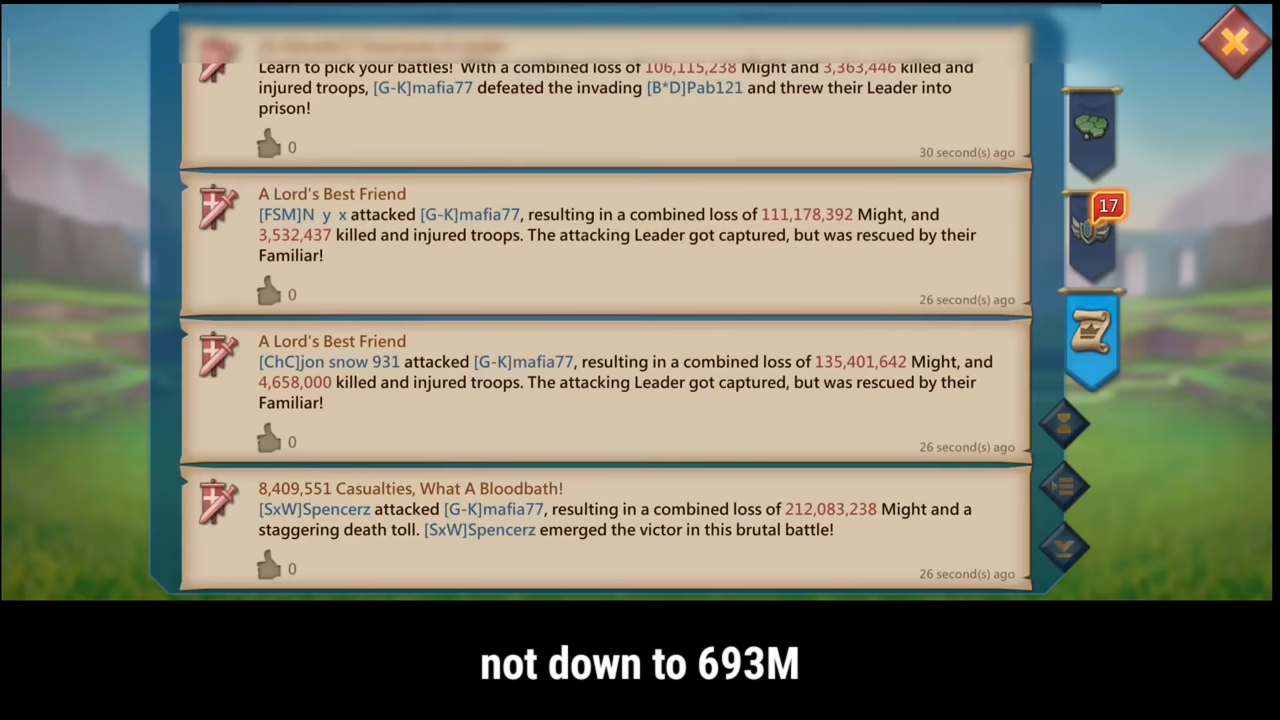 Learn to pick your battles! With a combined loss of 106,115,238 Might and 3,363,446 killed and
injured troops, [G-K]mafia77 defeated the invading [B*D]Pab121 and threw their Leader into
prison!
0
30 second(s) ago
A Lord's Best Friend
[FSM]N y x attacked [G-K]mafia77, resulting in a combined loss of 111,178,392 Might, and
3,532,437 killed and injured troops. The attacking Leader got captured, but was rescued by their
Familiar!
0
26 second(s) ago
A Lord's Best Friend
[ChC]jon snow 931 attacked [G-K]mafia77, resulting in a combined loss of 135,401,642 Might, and
4,658,000 killed and injured troops. The attacking Leader got captured, but was rescued by their
Familiar!
0
26 second(s) ago
8,409,551 Casualties, What A Bloodbath!
[SxW]Spencerz attacked [G-K]mafia77, resulting in a combined loss of 212,083,238 Might and a
staggering death toll. [SxW]Spencerz emerged the victor in this brutal battle!
0
26 second(s) ago
17
not down to 693M